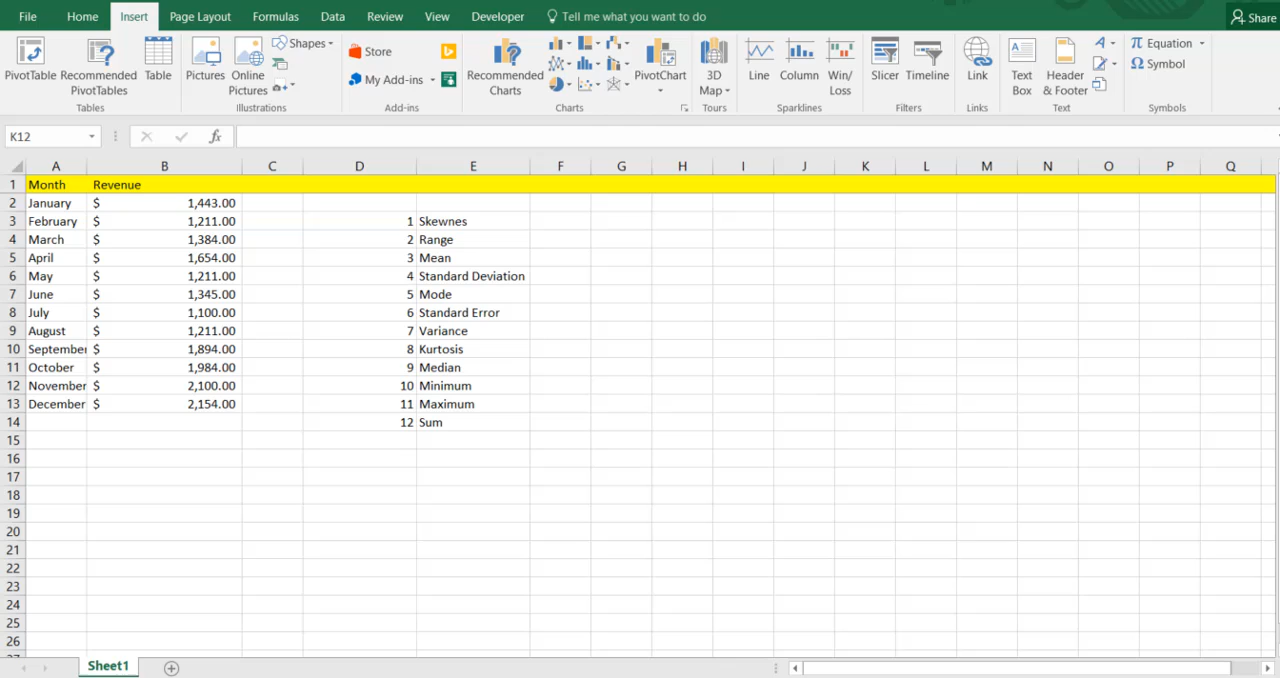 File Home Insert Page Layout Formulas Data Review View Developer Tell me what you want to do Share
PivotTable Recommended PivotTables Table Pictures Online Pictures Shapes Store My Add-ins Recommended Charts PivotChart 3D Map Line Column Win/ Loss Slicer Timeline Link Text Box Header & Footer Equation Symbol
Tables Illustrations Add-ins Charts Tours Sparklines Filters Links Text Symbols
K12 fx
A B C D E F G H I J K L M N O P Q
1 Month Revenue
2 January $ 1,443.00
3 February $ 1,211.00 1 Skewnes
4 March $ 1,384.00 2 Range
5 April $ 1,654.00 3 Mean
6 May $ 1,211.00 4 Standard Deviation
7 June $ 1,345.00 5 Mode
8 July $ 1,100.00 6 Standard Error
9 August $ 1,211.00 7 Variance
10 September $ 1,894.00 8 Kurtosis
11 October $ 1,984.00 9 Median
12 November $ 2,100.00 10 Minimum
13 December $ 2,154.00 11 Maximum
14 12 Sum
15
16
17
18
19
20
21
22
23
24
25
26
Sheet1